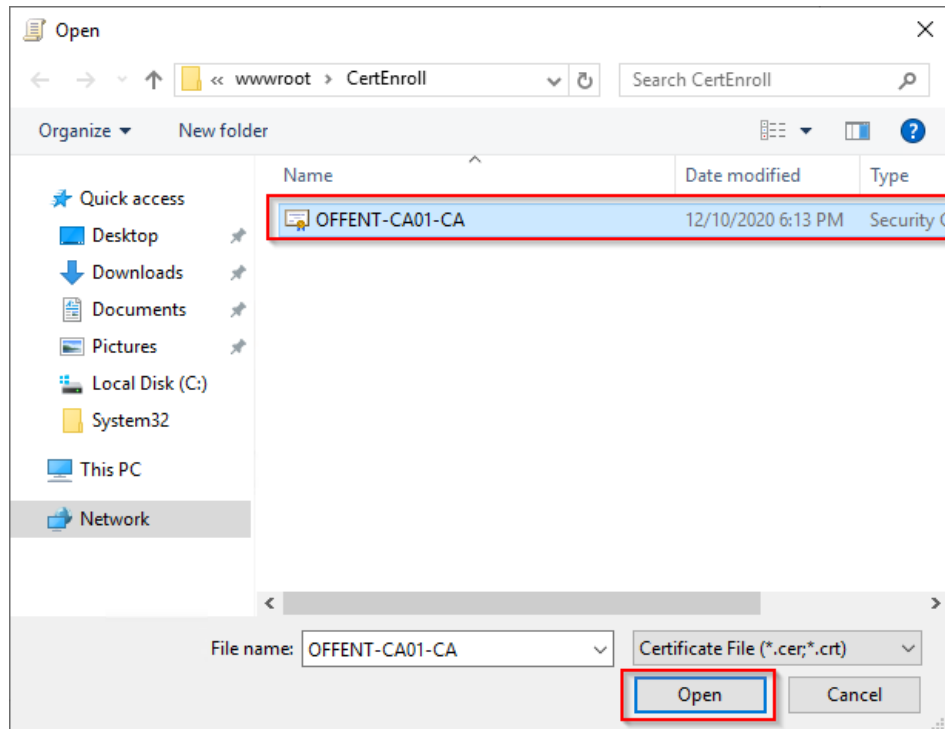 Open
« wwwroot › CertEnroll
Search CertEnroll
Organize
New folder
Name
Date modified
Type
Quick access
OFFENT-CA01-CA
12/10/2020 6:13 PM
Security
Desktop
Downloads
Documents
Pictures
Local Disk (C:)
System32
This PC
Network
File name:
OFFENT-CA01-CA
Certificate File (*.cer;*.crt)
Open
Cancel